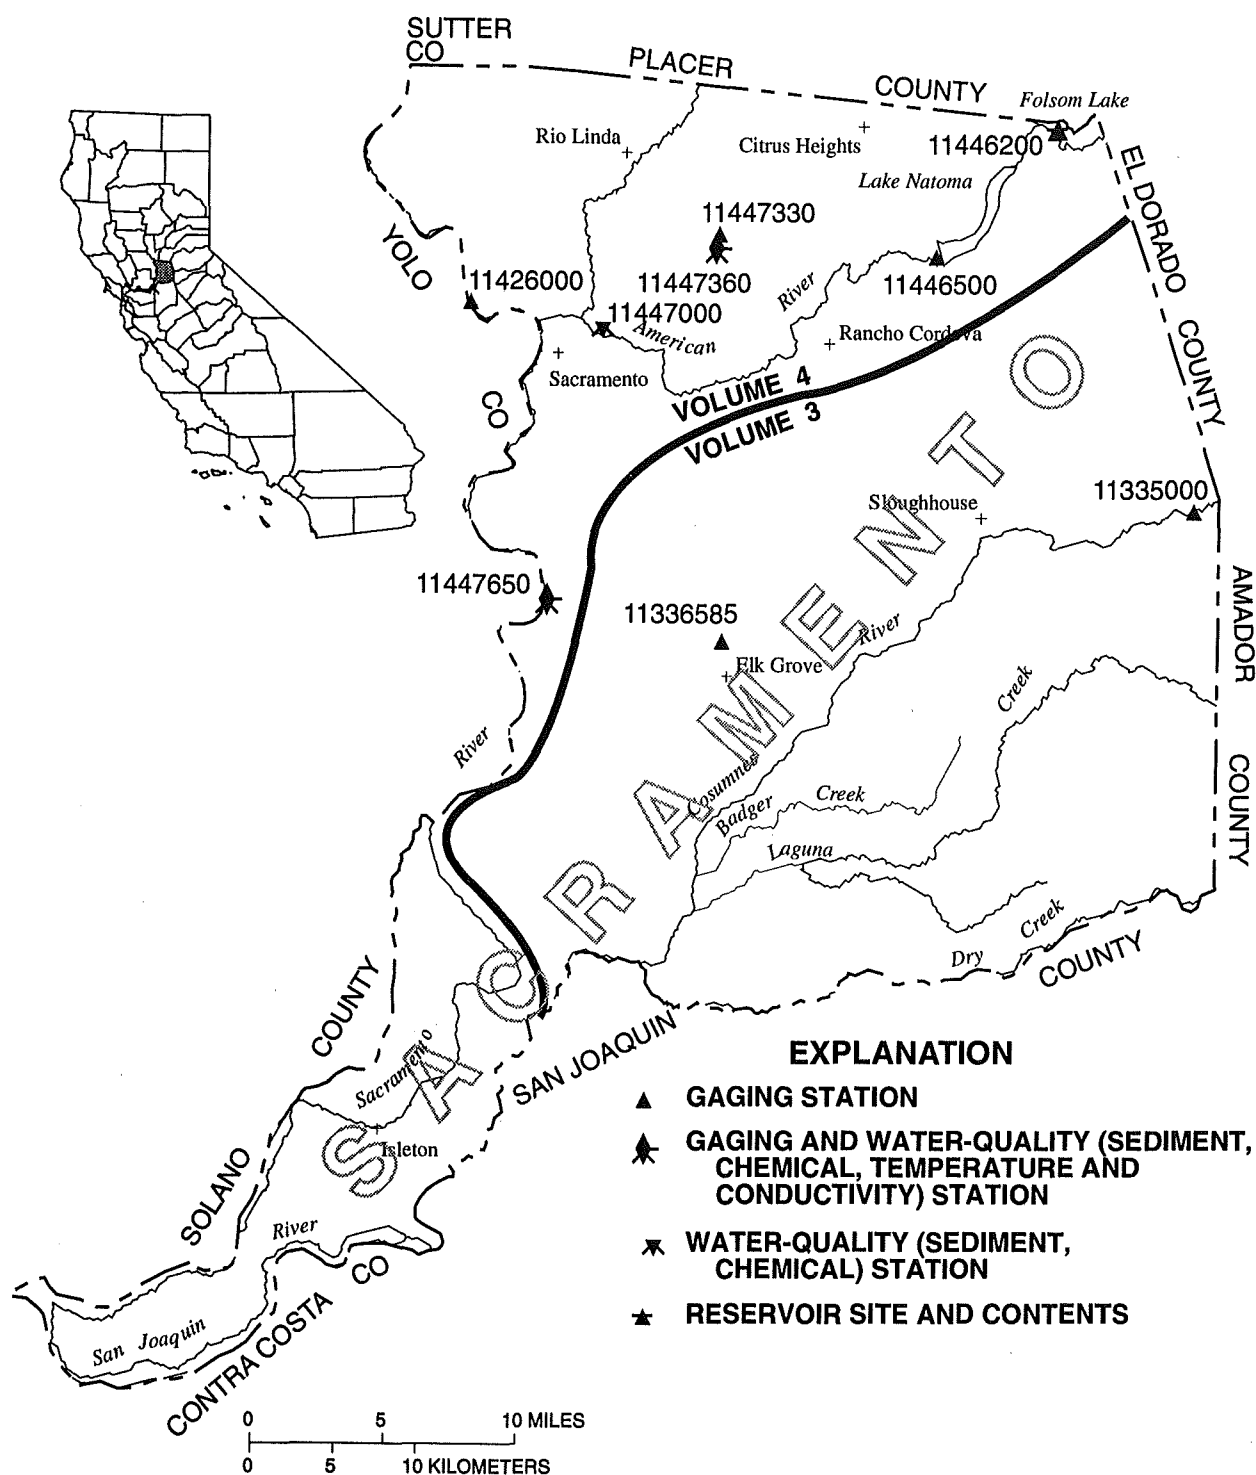 SUTTER
CO
PLACER
COUNTY
Folsom Lake
Rio Linda
Citrus Heights
11446200
Lake Natoma
EL DORADO
COUNTY
11447330
YOLO
11426000
11447360
River
11446500
11447000
American
Rancho Cordova
Sacramento
CO
VOLUME 4
VOLUME 3
SACRAMENTO
Sloughhouse
11335000
11447650
11336585
River
Elk Grove
AMADOR
COUNTY
Creek
River
Cosumnes
Badger
Creek
Laguna
Creek
Dry
COUNTY
COUNTY
SAN JOAQUIN
Sacramento
Isleton
SOLANO
River
CO
San Joaquin
CONTRA COSTA
EXPLANATION
GAGING STATION
GAGING AND WATER-QUALITY (SEDIMENT,
CHEMICAL, TEMPERATURE AND
CONDUCTIVITY) STATION
WATER-QUALITY (SEDIMENT,
CHEMICAL) STATION
RESERVOIR SITE AND CONTENTS
0 5 10 MILES
0 5 10 KILOMETERS